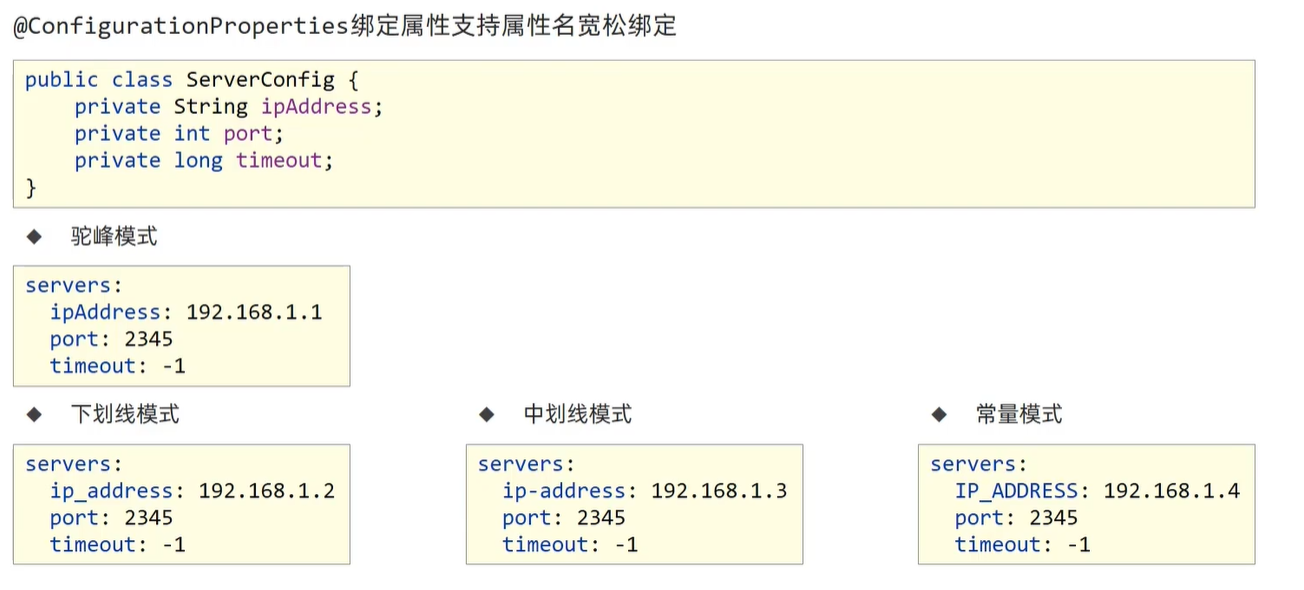 @ConfigurationProperties绑定属性支持属性名宽松绑定
public class ServerConfig {
    private String ipAddress;
    private int port;
    private long timeout;
}
◆ 驼峰模式
servers:
  ipAddress: 192.168.1.1
  port: 2345
  timeout: -1
◆ 下划线模式
servers:
  ip_address: 192.168.1.2
  port: 2345
  timeout: -1
◆ 中划线模式
servers:
  ip-address: 192.168.1.3
  port: 2345
  timeout: -1
◆ 常量模式
servers:
  IP_ADDRESS: 192.168.1.4
  port: 2345
  timeout: -1